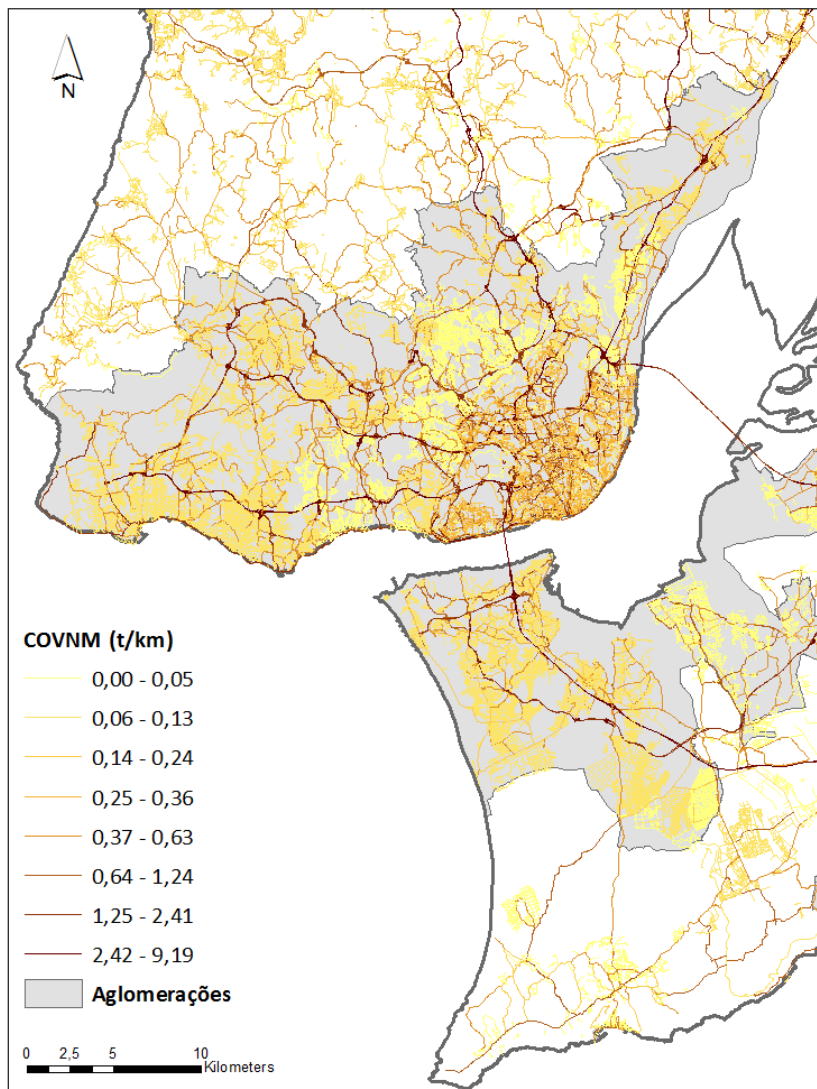 N
COVNM (t/km)
0,00 - 0,05
0,06 - 0,13
0,14 - 0,24
0,25 - 0,36
0,37 - 0,63
0,64 - 1,24
1,25 - 2,41
2,42 - 9,19
Aglomerações
0 2,5 5 10
Kilometers